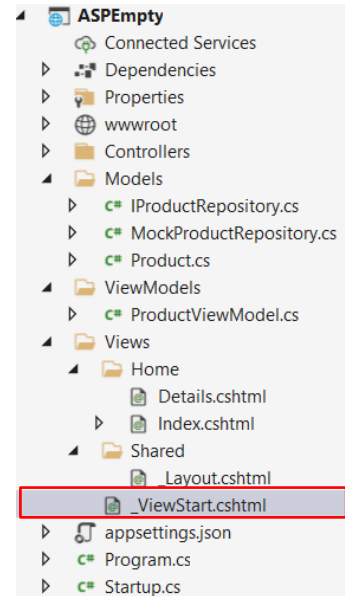 ASPEmpty
Connected Services
Dependencies
Properties
wwwroot
Controllers
Models
C# IProductRepository.cs
C# MockProductRepository.cs
C# Product.cs
ViewModels
C# ProductViewModel.cs
Views
Home
Details.cshtml
Index.cshtml
Shared
_Layout.cshtml
_ViewStart.cshtml
appsettings.json
C# Program.cs
C# Startup.cs